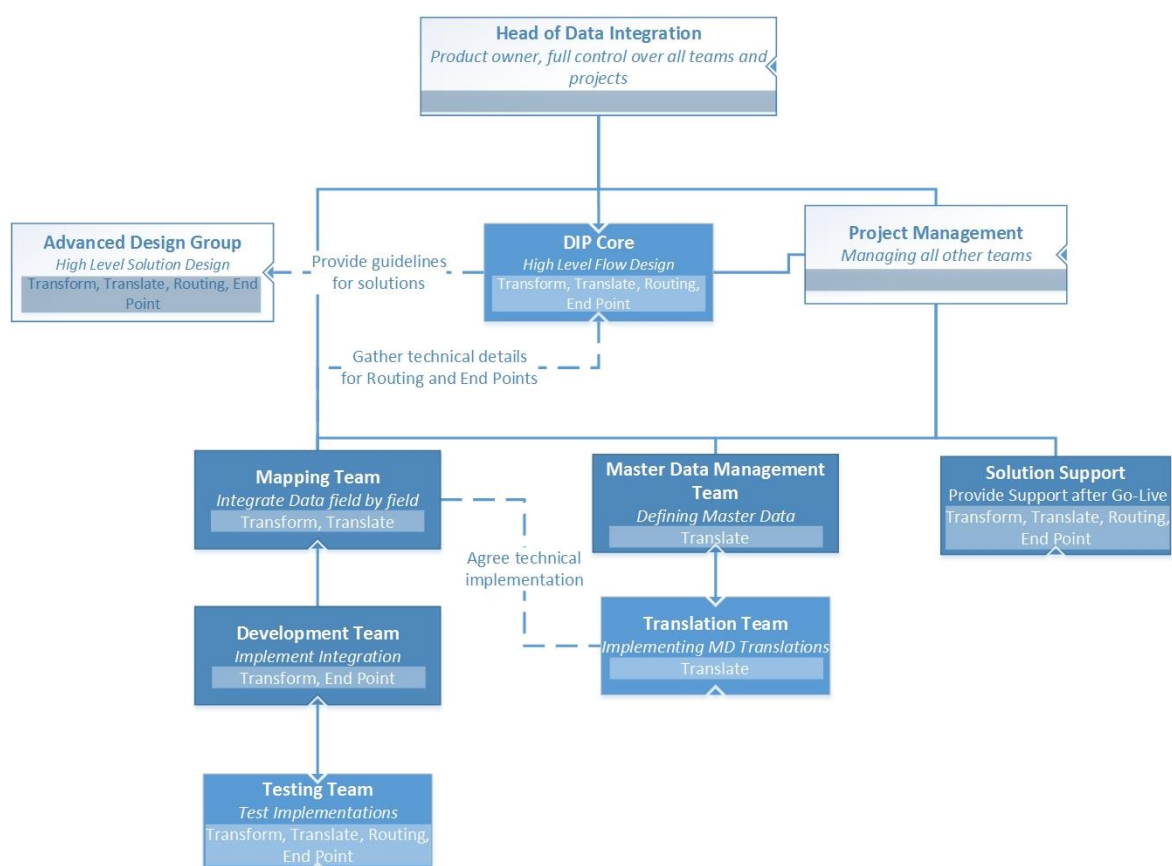 Head of Data Integration
Product owner, full control over all teams and
projects
Advanced Design Group
High Level Solution Design
Transform, Translate, Routing, End
Point
Provide guidelines
for solutions
DIP Core
High Level Flow Design
Transform, Translate, Routing,
End Point
Project Management
Managing all other teams
Gather technical details
for Routing and End Points
Mapping Team
Integrate Data field by field
Transform, Translate
Master Data Management
Team
Defining Master Data
Translate
Solution Support
Provide Support after Go-Live
Transform, Translate, Routing,
End Point
Agree technical
implementation
Development Team
Implement Integration
Transform, End Point
Translation Team
Implementing MD Translations
Translate
Testing Team
Test Implementations
Transform, Translate, Routing,
End Point